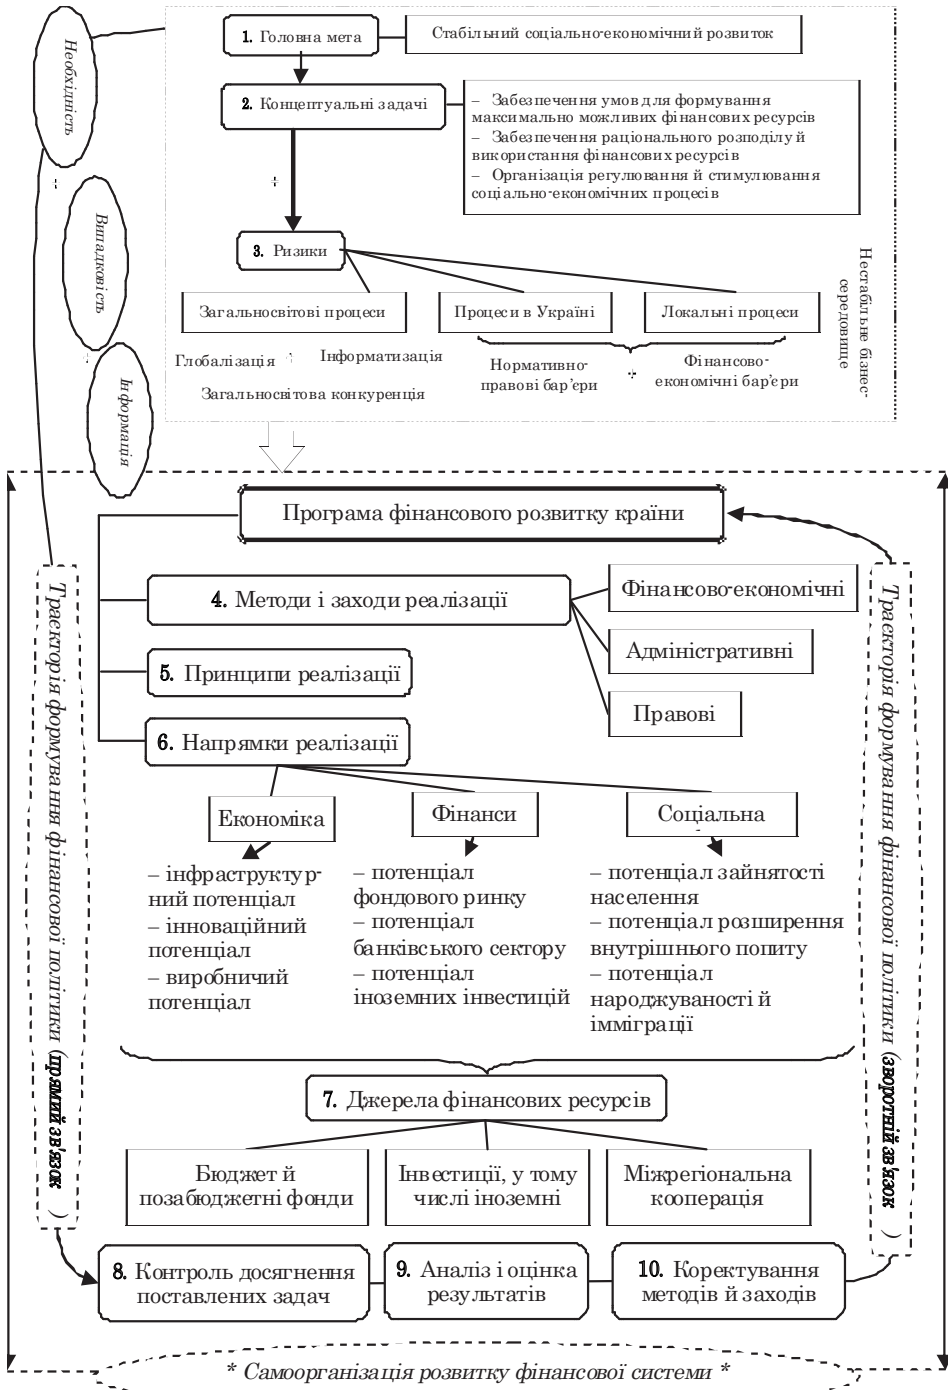 Необхідність
+
Випадковість
+
Інформація
1. Головна мета
Стабільний соціально-економічний розвиток
2. Концептуальні задачі
– Забезпечення умов для формування
максимально можливих фінансових ресурсів
– Забезпечення раціонального розподілу й
використання фінансових ресурсів
– Організація регулювання й стимулювання
соціально-економічних процесів
+
3. Ризики
Загальносвітові процеси
Процеси в Україні
Локальні процеси
Глобалізація + Інформатизація
Загальносвітова конкуренція
Нормативно-
правові бар’єри
+
Фінансово-
економічні бар’єри
Нестабільне бізнес-
середовище
Програма фінансового розвитку країни
4. Методи і заходи реалізації
Фінансово-економічні
Адміністративні
Правові
5. Принципи реалізації
6. Напрямки реалізації
Економіка
Фінанси
Соціальна
– інфраструктур-
ний потенціал
– інноваційний
потенціал
– виробничий
потенціал
– потенціал
фондового ринку
– потенціал
банківського сектору
– потенціал
іноземних інвестицій
– потенціал зайнятості
населення
– потенціал розширення
внутрішнього попиту
– потенціал
народжуваності й
імміграції
7. Джерела фінансових ресурсів
Бюджет й
позабюджетні фонди
Інвестиції, у тому
числі іноземні
Міжрегіональна
кооперація
8. Контроль досягнення
поставлених задач
9. Аналіз і оцінка
результатів
10. Коректування
методів й заходів
Траєкторія формування фінансової політики (прямий зв'язок )
Траєкторія формування фінансової політики (зворотній зв'язок )
* Самоорганізація розвитку фінансової системи *